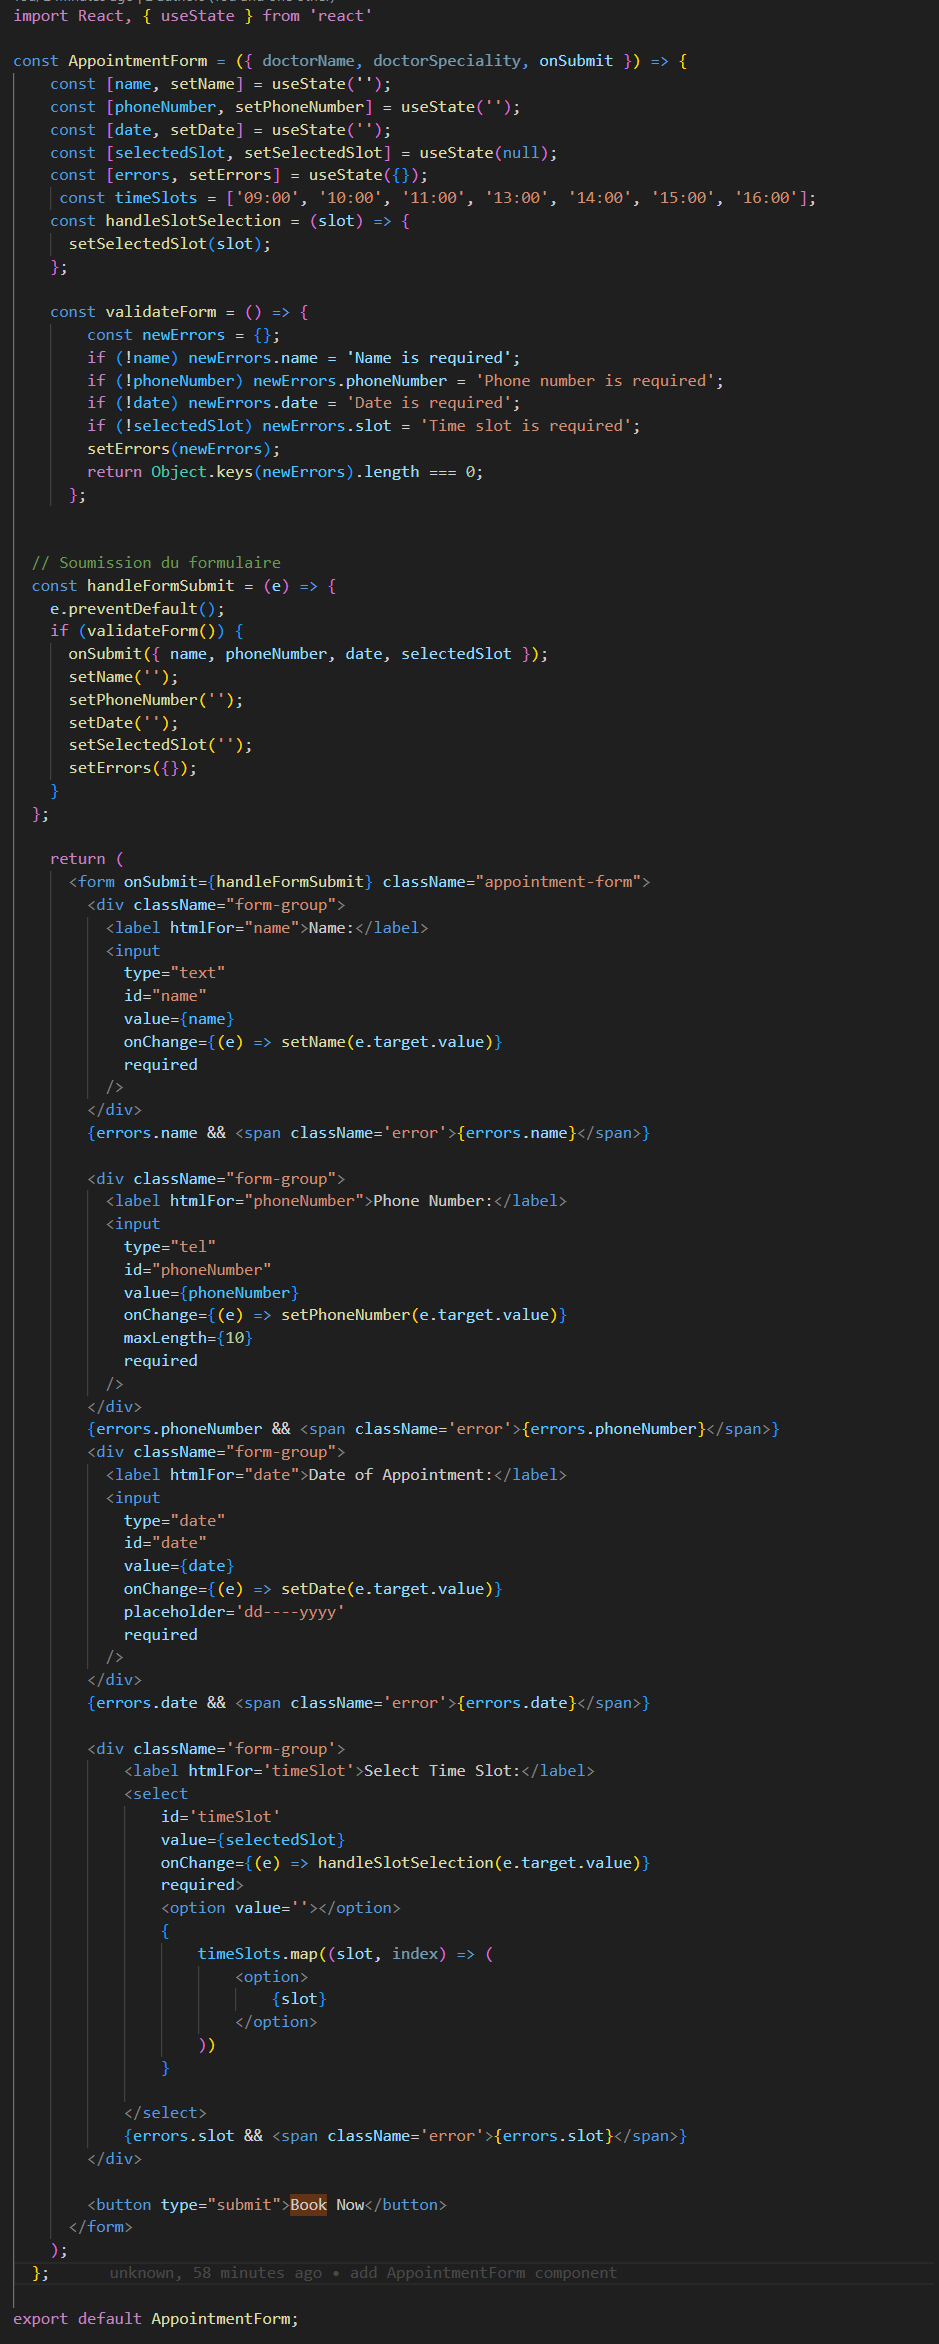 import React, { useState } from 'react'

const AppointmentForm = ({ doctorName, doctorSpeciality, onSubmit }) => {
    const [name, setName] = useState('');
    const [phoneNumber, setPhoneNumber] = useState('');
    const [date, setDate] = useState('');
    const [selectedSlot, setSelectedSlot] = useState(null);
    const [errors, setErrors] = useState({});
     const timeSlots = ['09:00', '10:00', '11:00', '13:00', '14:00', '15:00', '16:00'];
    const handleSlotSelection = (slot) => {
      setSelectedSlot(slot);
    };

    const validateForm = () => {
        const newErrors = {};
        if (!name) newErrors.name = 'Name is required';
        if (!phoneNumber) newErrors.phoneNumber = 'Phone number is required';
        if (!date) newErrors.date = 'Date is required';
        if (!selectedSlot) newErrors.slot = 'Time slot is required';
        setErrors(newErrors);
        return Object.keys(newErrors).length === 0;
      };


  // Soumission du formulaire
  const handleFormSubmit = (e) => {
    e.preventDefault();
    if (validateForm()) {
      onSubmit({ name, phoneNumber, date, selectedSlot });
      setName('');
      setPhoneNumber('');
      setDate('');
      setSelectedSlot('');
      setErrors({});
    }
  };

    return (
      <form onSubmit={handleFormSubmit} className="appointment-form">
        <div className="form-group">
          <label htmlFor="name">Name:</label>
          <input
            type="text"
            id="name"
            value={name}
            onChange={(e) => setName(e.target.value)}
            required
          />
        </div>
        {errors.name && <span className='error'>{errors.name}</span>}

        <div className="form-group">
          <label htmlFor="phoneNumber">Phone Number:</label>
          <input
            type="tel"
            id="phoneNumber"
            value={phoneNumber}
            onChange={(e) => setPhoneNumber(e.target.value)}
            maxLength={10}
            required
          />
        </div>
        {errors.phoneNumber && <span className='error'>{errors.phoneNumber}</span>}
        <div className="form-group">
          <label htmlFor="date">Date of Appointment:</label>
          <input
            type="date"
            id="date"
            value={date}
            onChange={(e) => setDate(e.target.value)}
            placeholder='dd----yyyy'
            required
          />
        </div>
        {errors.date && <span className='error'>{errors.date}</span>}

        <div className='form-group'>
            <label htmlFor='timeSlot'>Select Time Slot:</label>
            <select
                id='timeSlot'
                value={selectedSlot}
                onChange={(e) => handleSlotSelection(e.target.value)}
                required>
                <option value=''></option>
                {
                    timeSlots.map((slot, index) => (
                        <option>
                            {slot}
                        </option>
                    ))
                }

            </select>
            {errors.slot && <span className='error'>{errors.slot}</span>}
        </div>

        <button type="submit">Book Now</button>
      </form>
    );
  };      unknown, 58 minutes ago • add AppointmentForm component

export default AppointmentForm;